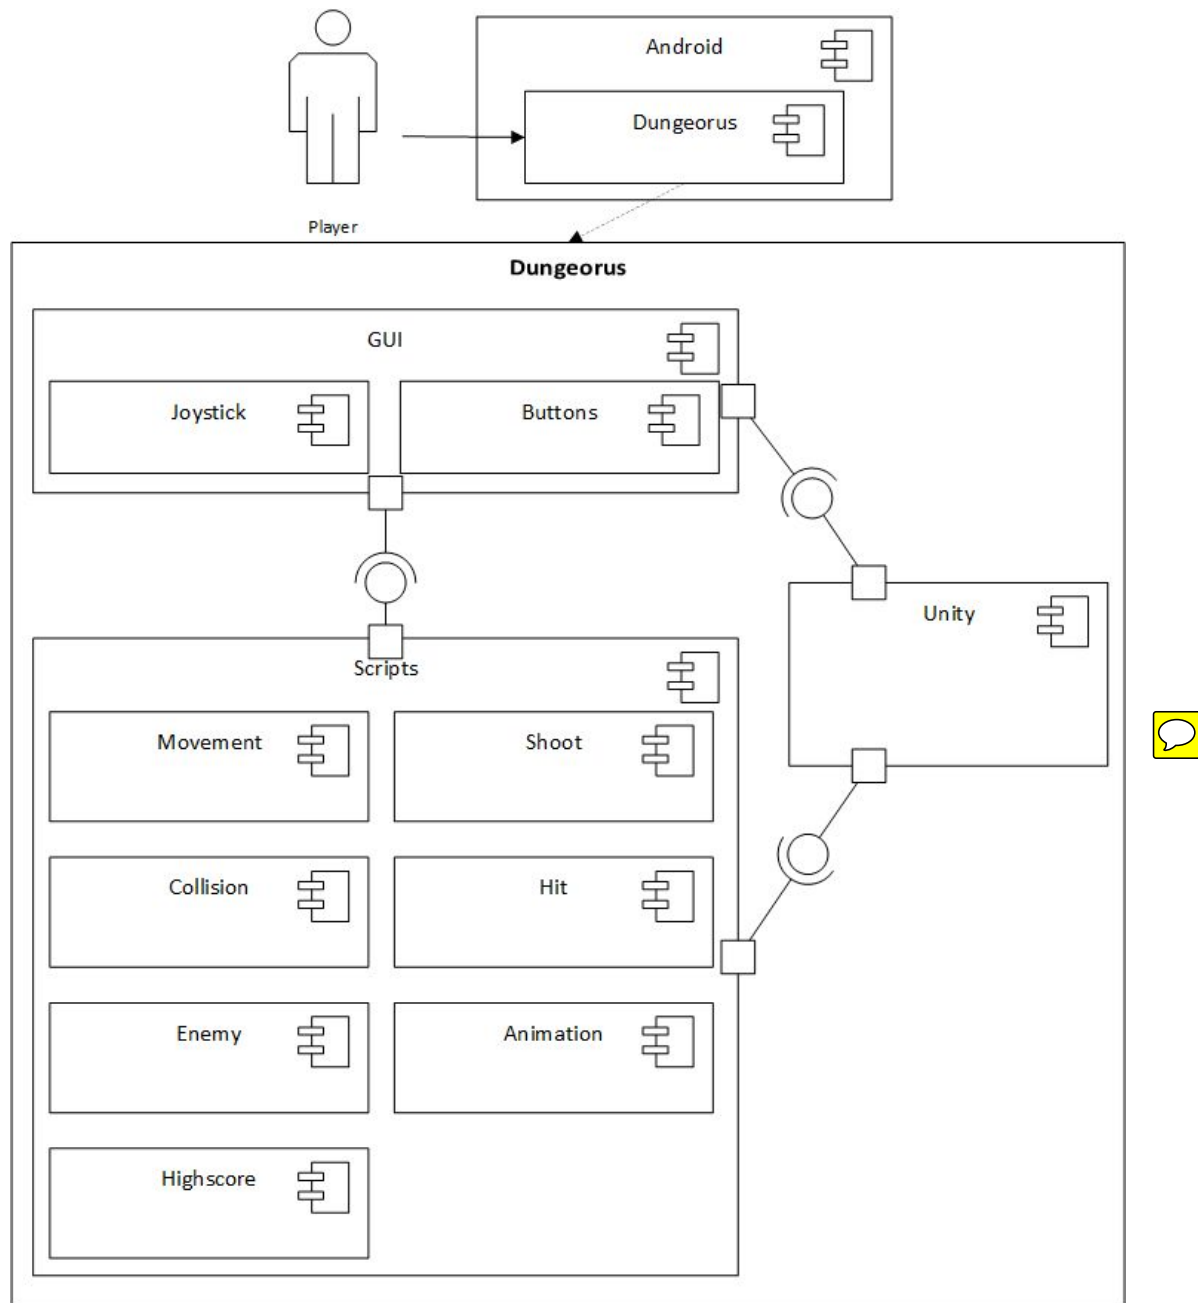 Android
Dungeorus
Player
Dungeorus
GUI
Joystick
Buttons
Unity
Scripts
Movement
Shoot
Collision
Hit
Enemy
Animation
Highscore